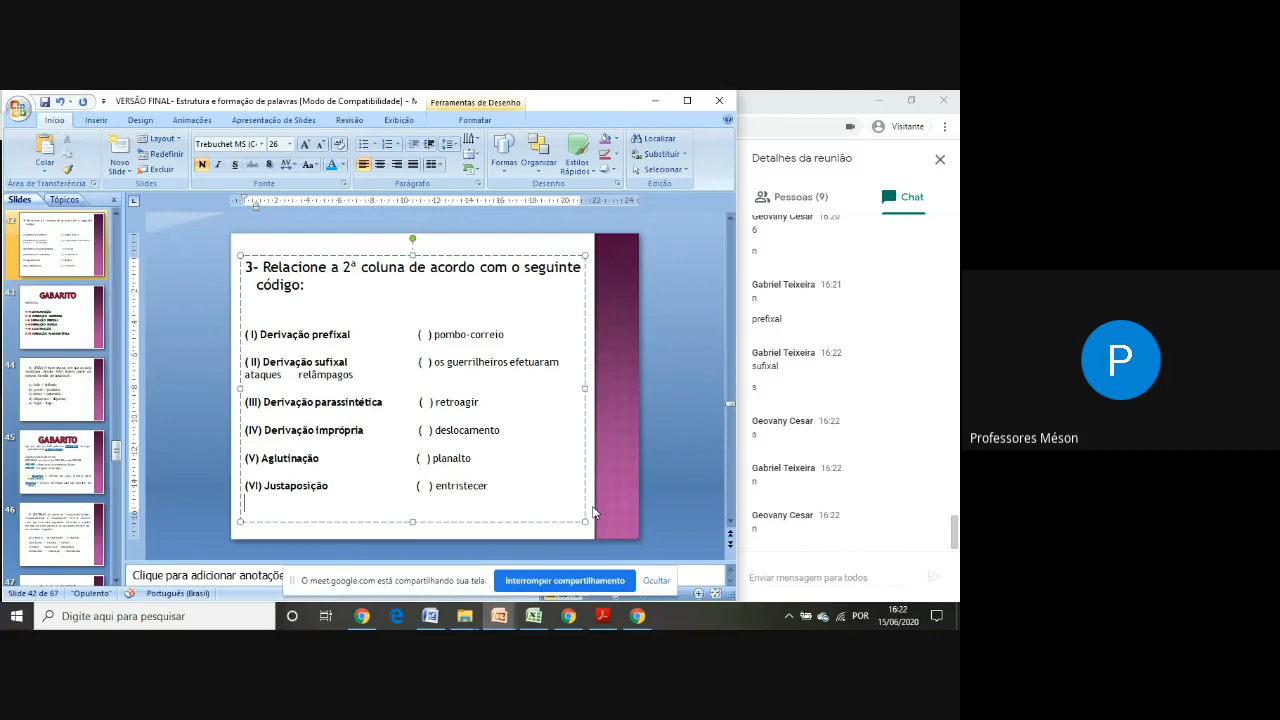 VERSÃO FINAL- Estrutura e formação de palavras [Modo de Compatibilidade] - M
Ferramentas de Desenho
Início Inserir Design Animações Apresentação de Slides Revisão Exibição Formatar
Visitante
Colar
Área de Transferência
Novo Slide
Layout
Redefinir
Excluir
Slides
Trebuchet MS (C 26
Fonte
Parágrafo
Formas Organizar Estilos Rápidos
Desenho
Localizar
Substituir
Selecionar
Edição
Slides Tópicos
42
43
GABARITO
44
45
GABARITO
46
47
3- Relacione a 2ª coluna de acordo com o seguinte
código:
( I) Derivação prefixal ( ) pombo-correio
( II) Derivação sufixal ( ) os guerrilheiros efetuaram
ataques relâmpagos
(III) Derivação parassintética ( ) retroagir
(IV) Derivação imprópria ( ) deslocamento
(V) Aglutinação ( ) planalto
(VI) Justaposição ( ) entristecer
Clique para adicionar anotaçõe
O meet.google.com está compartilhando sua tela. Interromper compartilhamento Ocultar
Slide 42 de 67 "Opulento" Português (Brasil)
Detalhes da reunião
Pessoas (9) Chat
Geovany Cesar 16:20
6
n
Gabriel Teixeira 16:21
n
prefixal
Gabriel Teixeira 16:22
sufixal
s
Geovany Cesar 16:22
s
Gabriel Teixeira 16:22
n
Geovany Cesar 16:22
n
Enviar mensagem para todos
Digite aqui para pesquisar
POR
16:22
15/06/2020
P
Professores Méson